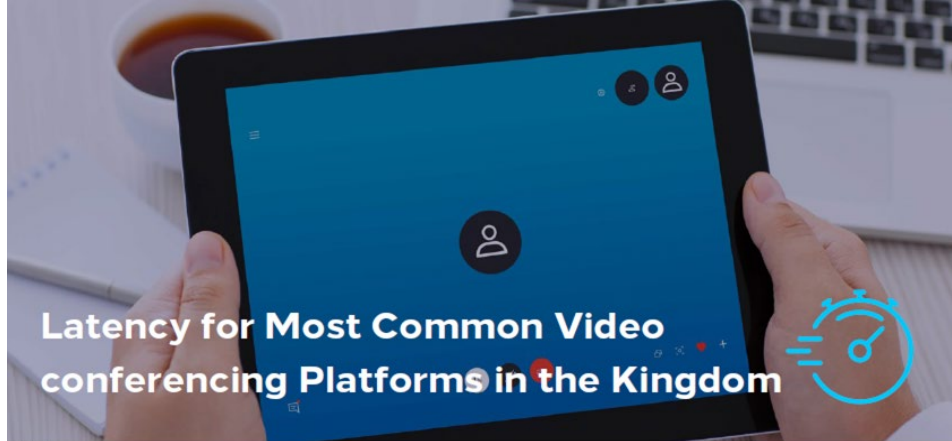 Latency for Most Common Video
conferencing Platforms in the Kingdom